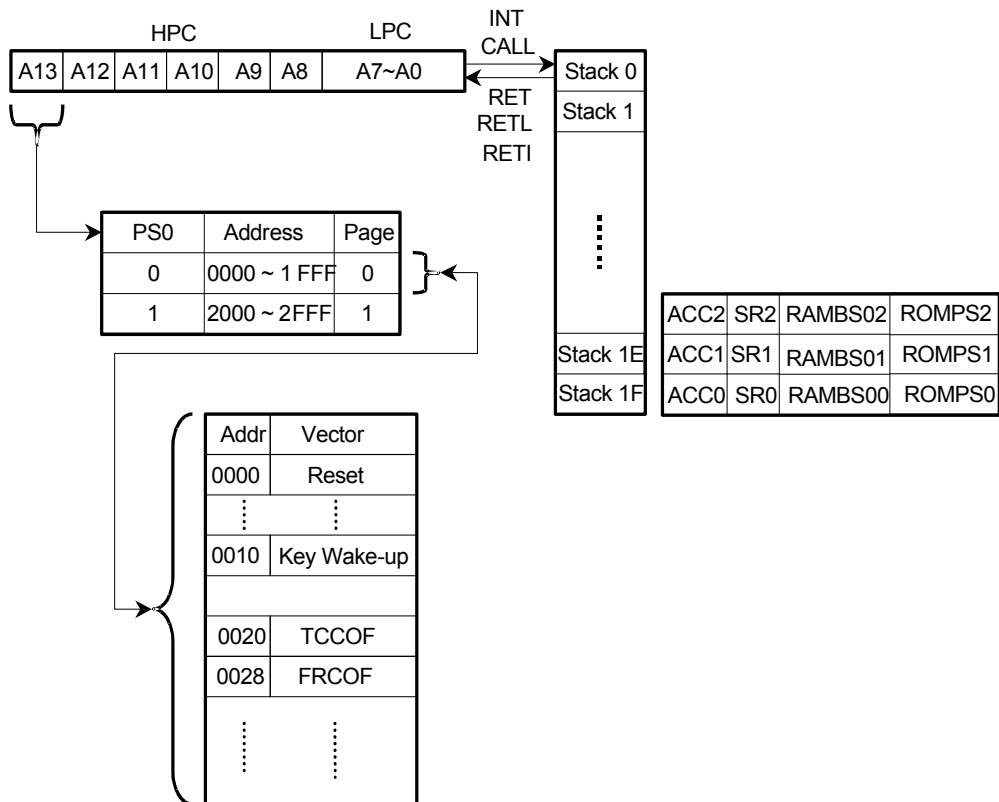 HPC LPC
A13 A12 A11 A10 A9 A8 A7~A0
INT
CALL
RET
RETL
RETI
Stack 0
Stack 1
Stack 1E
Stack 1F
PS0 Address Page
0 0000 ~ 1 FFF 0
1 2000 ~ 2FFF 1
ACC2 SR2 RAMBS02 ROMPS2
ACC1 SR1 RAMBS01 ROMPS1
ACC0 SR0 RAMBS00 ROMPS0
Addr Vector
0000 Reset
0010 Key Wake-up
0020 TCCOF
0028 FRCOF